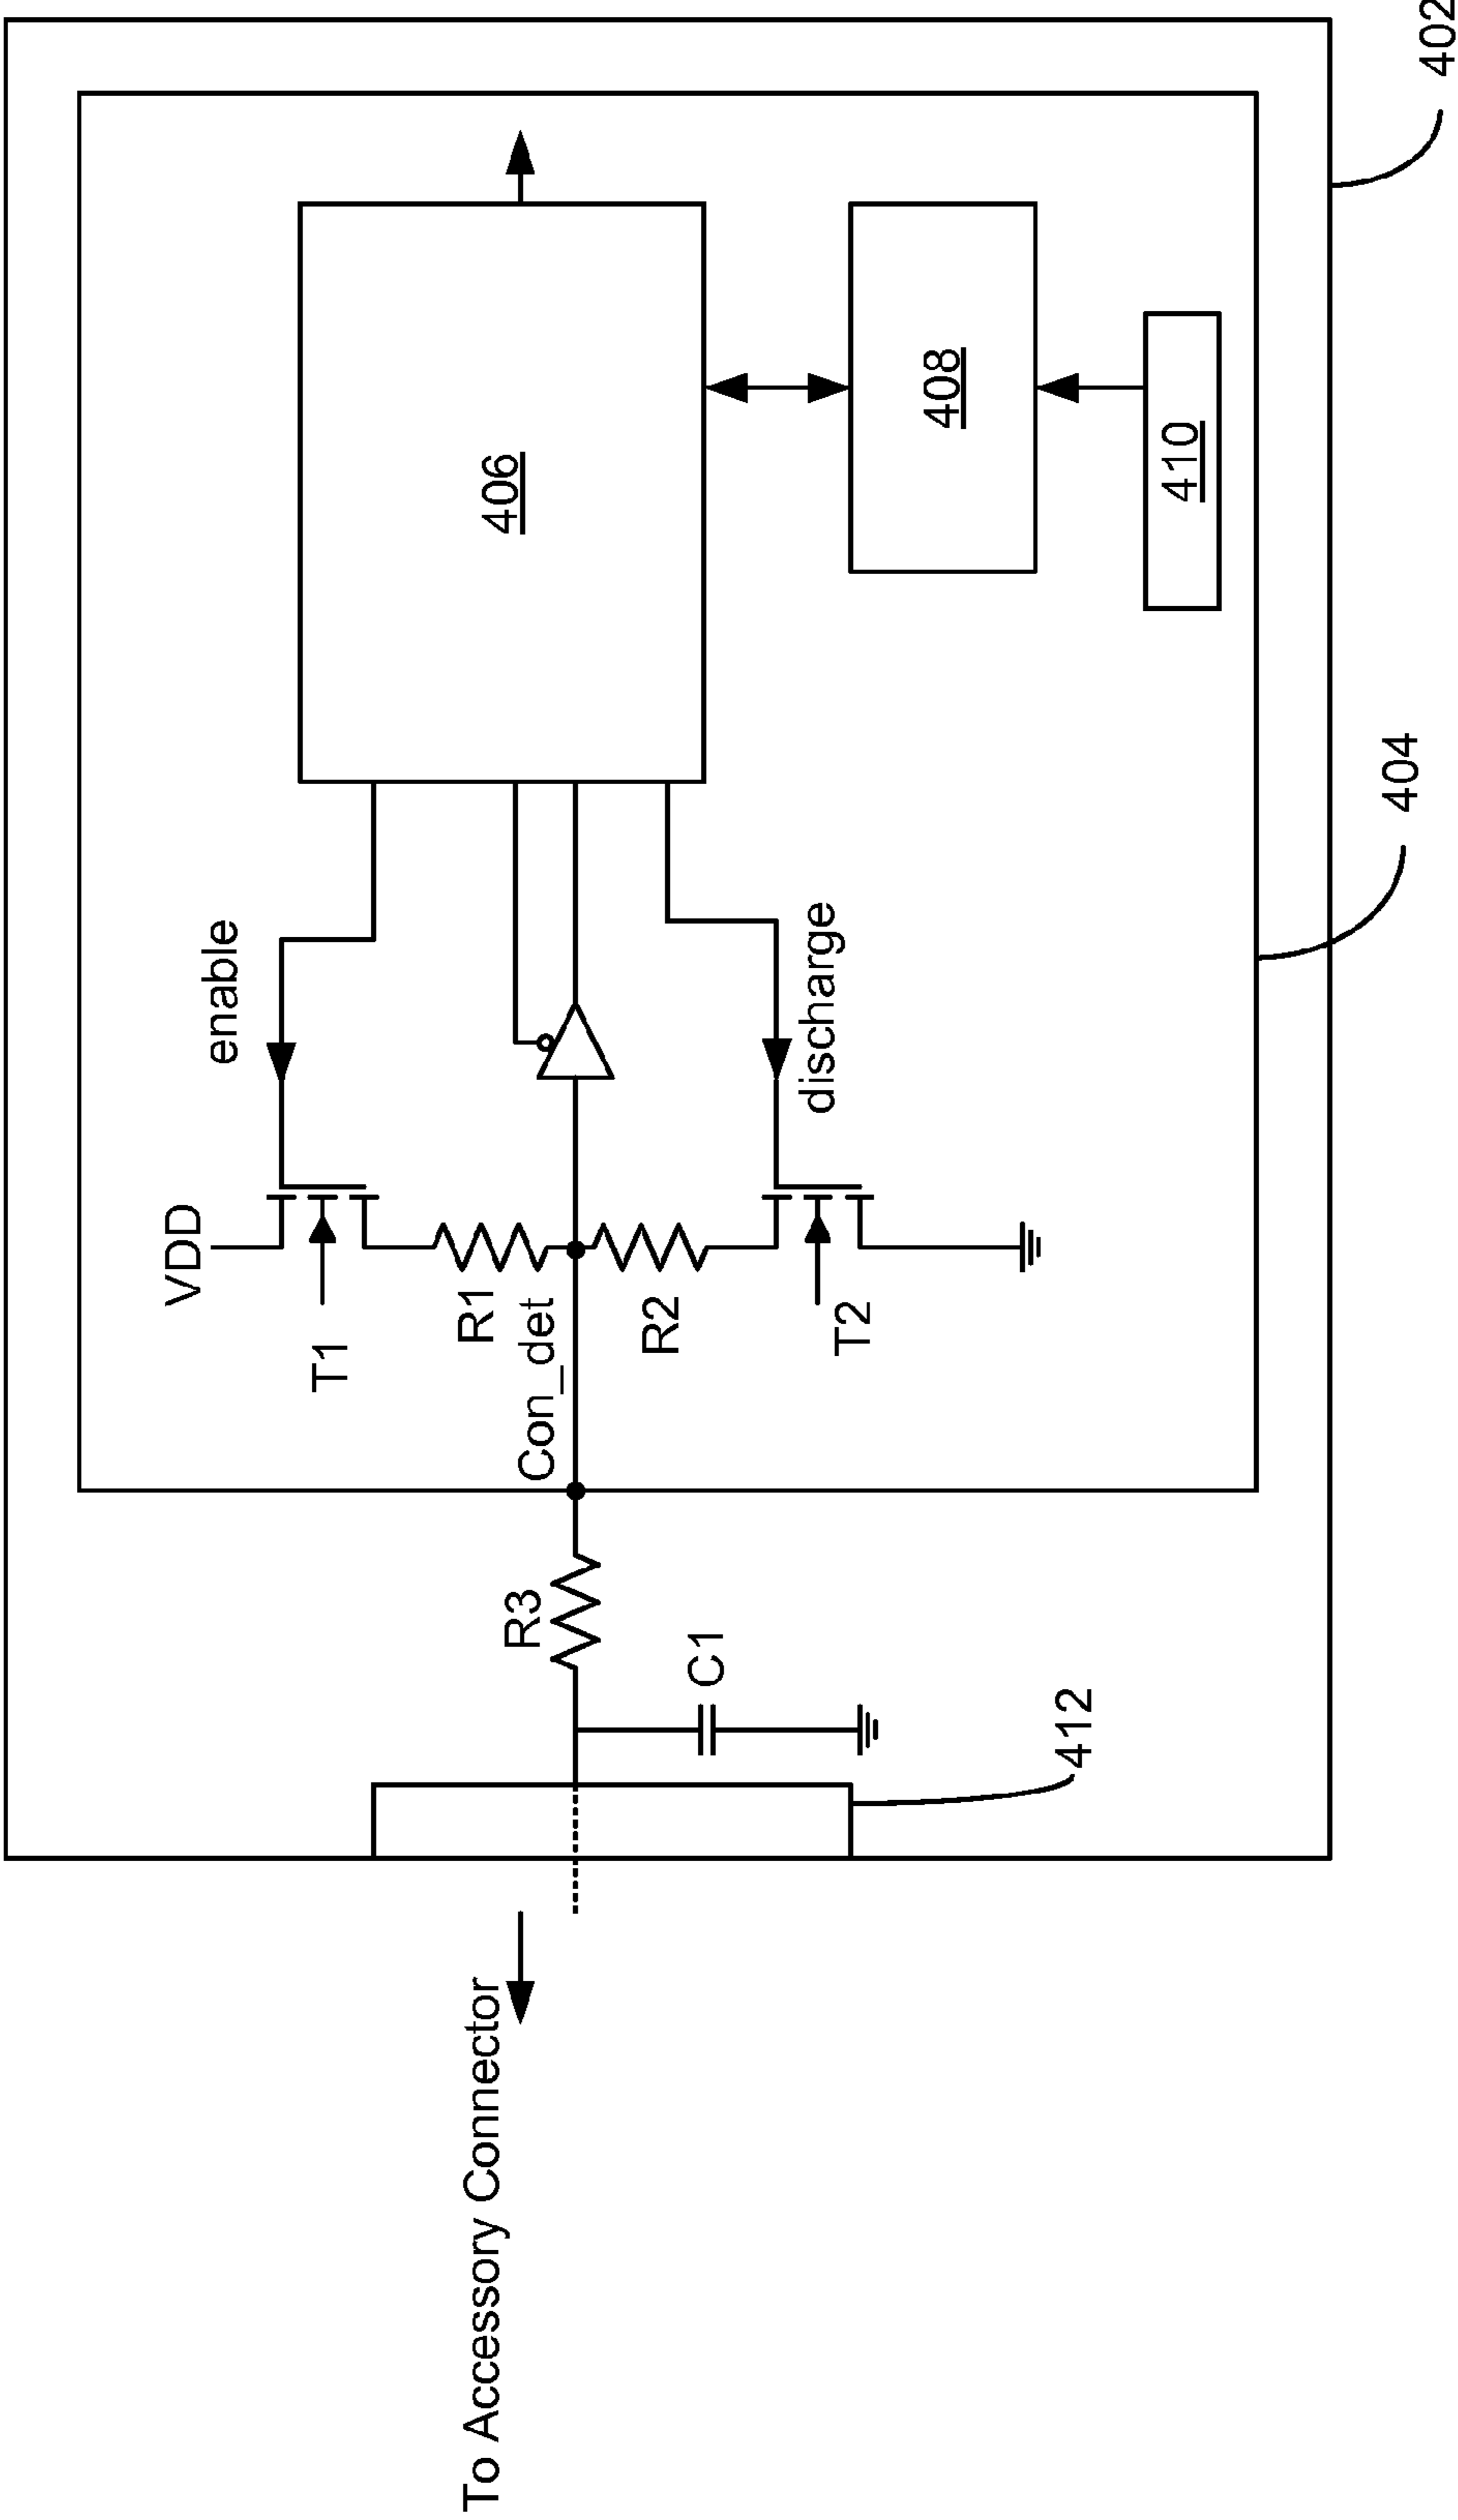 To Accessory Connector
412
C1
R3
Con_det
T1
VDD
R1
R2
T2
enable
discharge
406
408
410
404
402